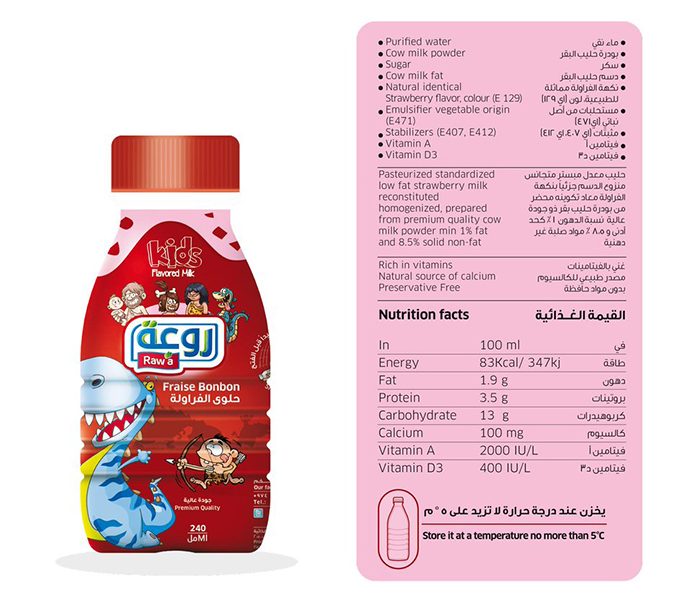 kids
Flavored Milk
روعة
Raw'a
Fraise Bonbon
حلوى الفراولة
جودة عالية
Premium Quality
240
مل Ml
Purified water
ماء نقي
Cow milk powder
بودرة حليب البقر
Sugar
سكر
Cow milk fat
دسم حليب البقر
Natural identical
نكهة الفراولة مماثلة
Strawberry flavor, colour (E 129)
للطبيعية، لون (اي ١٢٩)
Emulsifier vegetable origin
مستحلبات من أصل
(E471)
نباتي (اي٤٧١)
Stabilizers (E407, E412)
مثبتات (اي ٤٠٧، اي ٤١٢)
Vitamin A
فيتامين أ
Vitamin D3
فيتامين د٣
Pasteurized standardized
حليب معدل مبستر متجانس
low fat strawberry milk
منزوع الدسم جزئياً بنكهة
reconstituted
الفراولة معاد تكوينه محضر
homogenized, prepared
من بودرة حليب بقر ذو جودة
from premium quality cow
عالية نسبة الدهون ١٪ كحد
milk powder min 1% fat
أدنى و ٨،٥٪ مواد صلبة غير
and 8.5% solid non-fat
دهنية
Rich in vitamins
غني بالفيتامينات
Natural source of calcium
مصدر طبيعي للكالسيوم
Preservative Free
بدون مواد حافظة
Nutrition facts القيمة الغذائية
In 100 ml في
Energy 83Kcal/ 347kj طاقة
Fat 1.9 g دهون
Protein 3.5 g بروتينات
Carbohydrate 13 g كربوهيدرات
Calcium 100 mg كالسيوم
Vitamin A 2000 IU/L فيتامين أ
Vitamin D3 400 IU/L فيتامين د٣
يخزن عند درجة حرارة لا تزيد على ٥° م
Store it at a temperature no more than 5°C